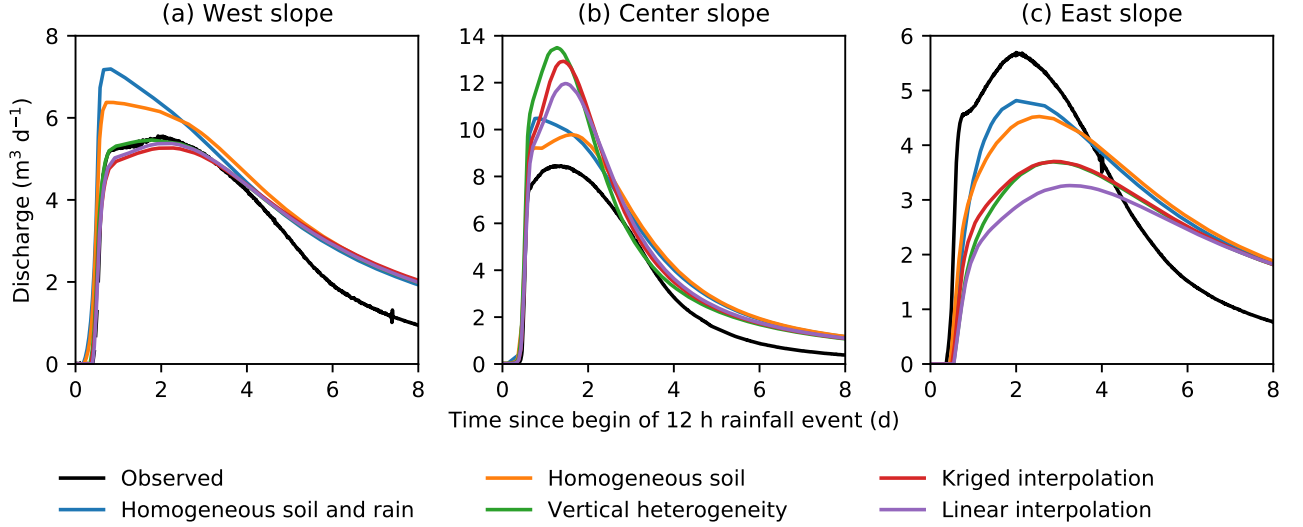 (a) West slope
(b) Center slope
(c) East slope
Discharge (m³ d⁻¹)
8
6
4
2
0
0 2 4 6 8
14
12
10
8
6
4
2
0
0 2 4 6 8
6
5
4
3
2
1
0
0 2 4 6 8
Time since begin of 12 h rainfall event (d)
Observed
Homogeneous soil and rain
Homogeneous soil
Vertical heterogeneity
Kriged interpolation
Linear interpolation